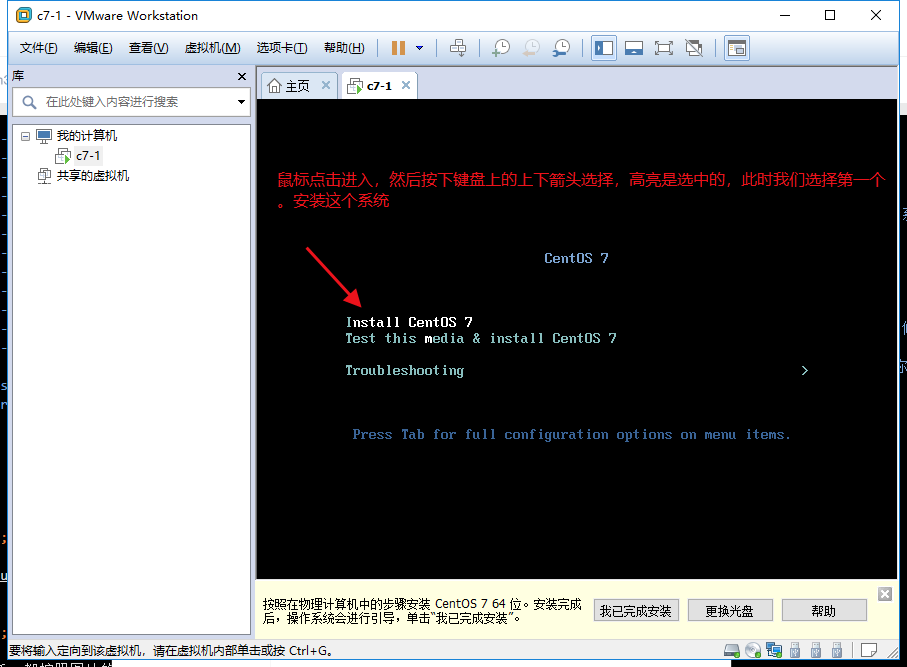 c7-1 - VMware Workstation
文件(F) 编辑(E) 查看(V) 虚拟机(M) 选项卡(T) 帮助(H)
库
在此处键入内容进行搜索
我的计算机
c7-1
共享的虚拟机
主页 c7-1
鼠标点击进入，然后按下键盘上的上下箭头选择，高亮是选中的，此时我们选择第一个
。安装这个系统
CentOS 7
Install CentOS 7
Test this media & install CentOS 7
Troubleshooting >
Press Tab for full configuration options on menu items.
按照在物理计算机中的步骤安装 CentOS 7 64 位。安装完成
后，操作系统会进行引导，单击“我已完成安装”。
我已完成安装 更换光盘 帮助
要将输入定向到该虚拟机，请在虚拟机内部单击或按 Ctrl+G。